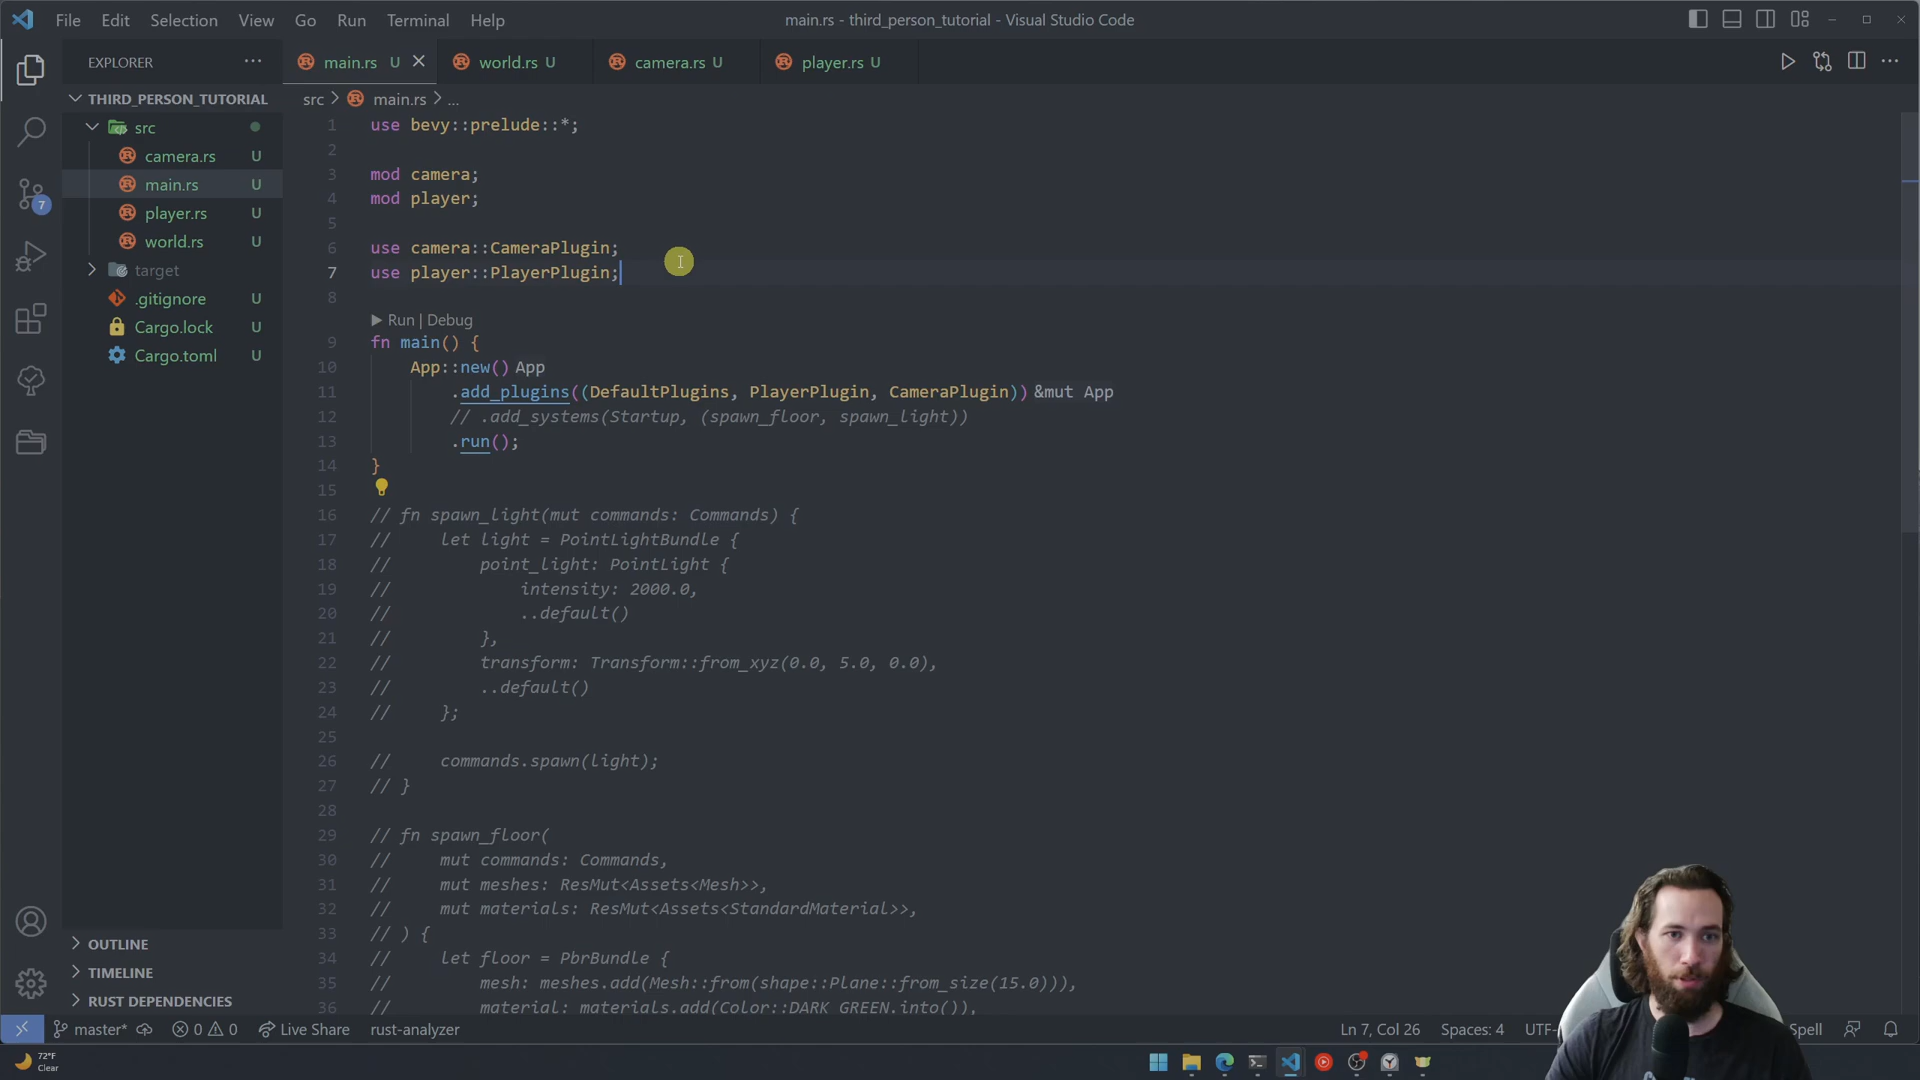 File Edit Selection View Go Run Terminal Help
main.rs - third_person_tutorial - Visual Studio Code
EXPLORER
main.rs U
world.rs U
camera.rs U
player.rs U
THIRD_PERSON_TUTORIAL
src
camera.rs U
main.rs U
player.rs U
world.rs U
target
.gitignore U
Cargo.lock U
Cargo.toml U
7
OUTLINE
TIMELINE
RUST DEPENDENCIES
src > main.rs > ...
1 use bevy::prelude::*;
2
3 mod camera;
4 mod player;
5
6 use camera::CameraPlugin;
7 use player::PlayerPlugin;
8
Run | Debug
9 fn main() {
10 App::new() App
11 .add_plugins((DefaultPlugins, PlayerPlugin, CameraPlugin)) &mut App
12 // .add_systems(Startup, (spawn_floor, spawn_light))
13 .run();
14 }
15
16 // fn spawn_light(mut commands: Commands) {
17 // let light = PointLightBundle {
18 // point_light: PointLight {
19 // intensity: 2000.0,
20 // ..default()
21 // },
22 // transform: Transform::from_xyz(0.0, 5.0, 0.0),
23 // ..default()
24 // };
25
26 // commands.spawn(light);
27 // }
28
29 // fn spawn_floor(
30 // mut commands: Commands,
31 // mut meshes: ResMut<Assets<Mesh>>,
32 // mut materials: ResMut<Assets<StandardMaterial>>,
33 // ) {
34 // let floor = PbrBundle {
35 // mesh: meshes.add(Mesh::from(shape::Plane::from_size(15.0))),
36 // material: materials.add(Color::DARK_GREEN.into()),
master* 0 0 Live Share rust-analyzer
Ln 7, Col 26 Spaces: 4 UTF- Spell
72°F
Clear